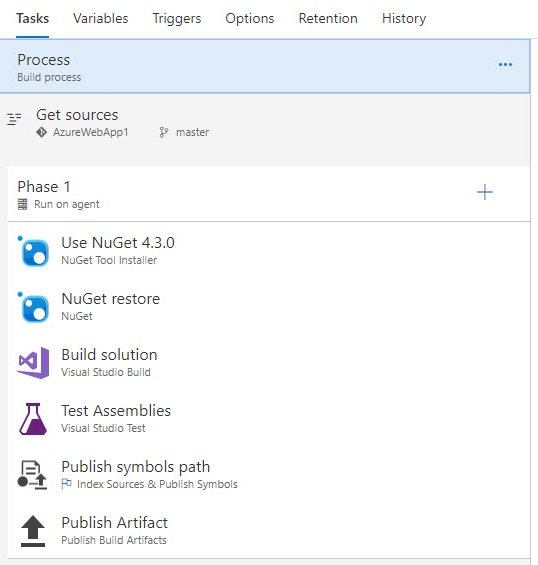 Tasks Variables Triggers Options Retention History
Process
Build process
Get sources
AzureWebApp1 master
Phase 1
Run on agent
Use NuGet 4.3.0
NuGet Tool Installer
NuGet restore
NuGet
Build solution
Visual Studio Build
Test Assemblies
Visual Studio Test
Publish symbols path
Index Sources & Publish Symbols
Publish Artifact
Publish Build Artifacts